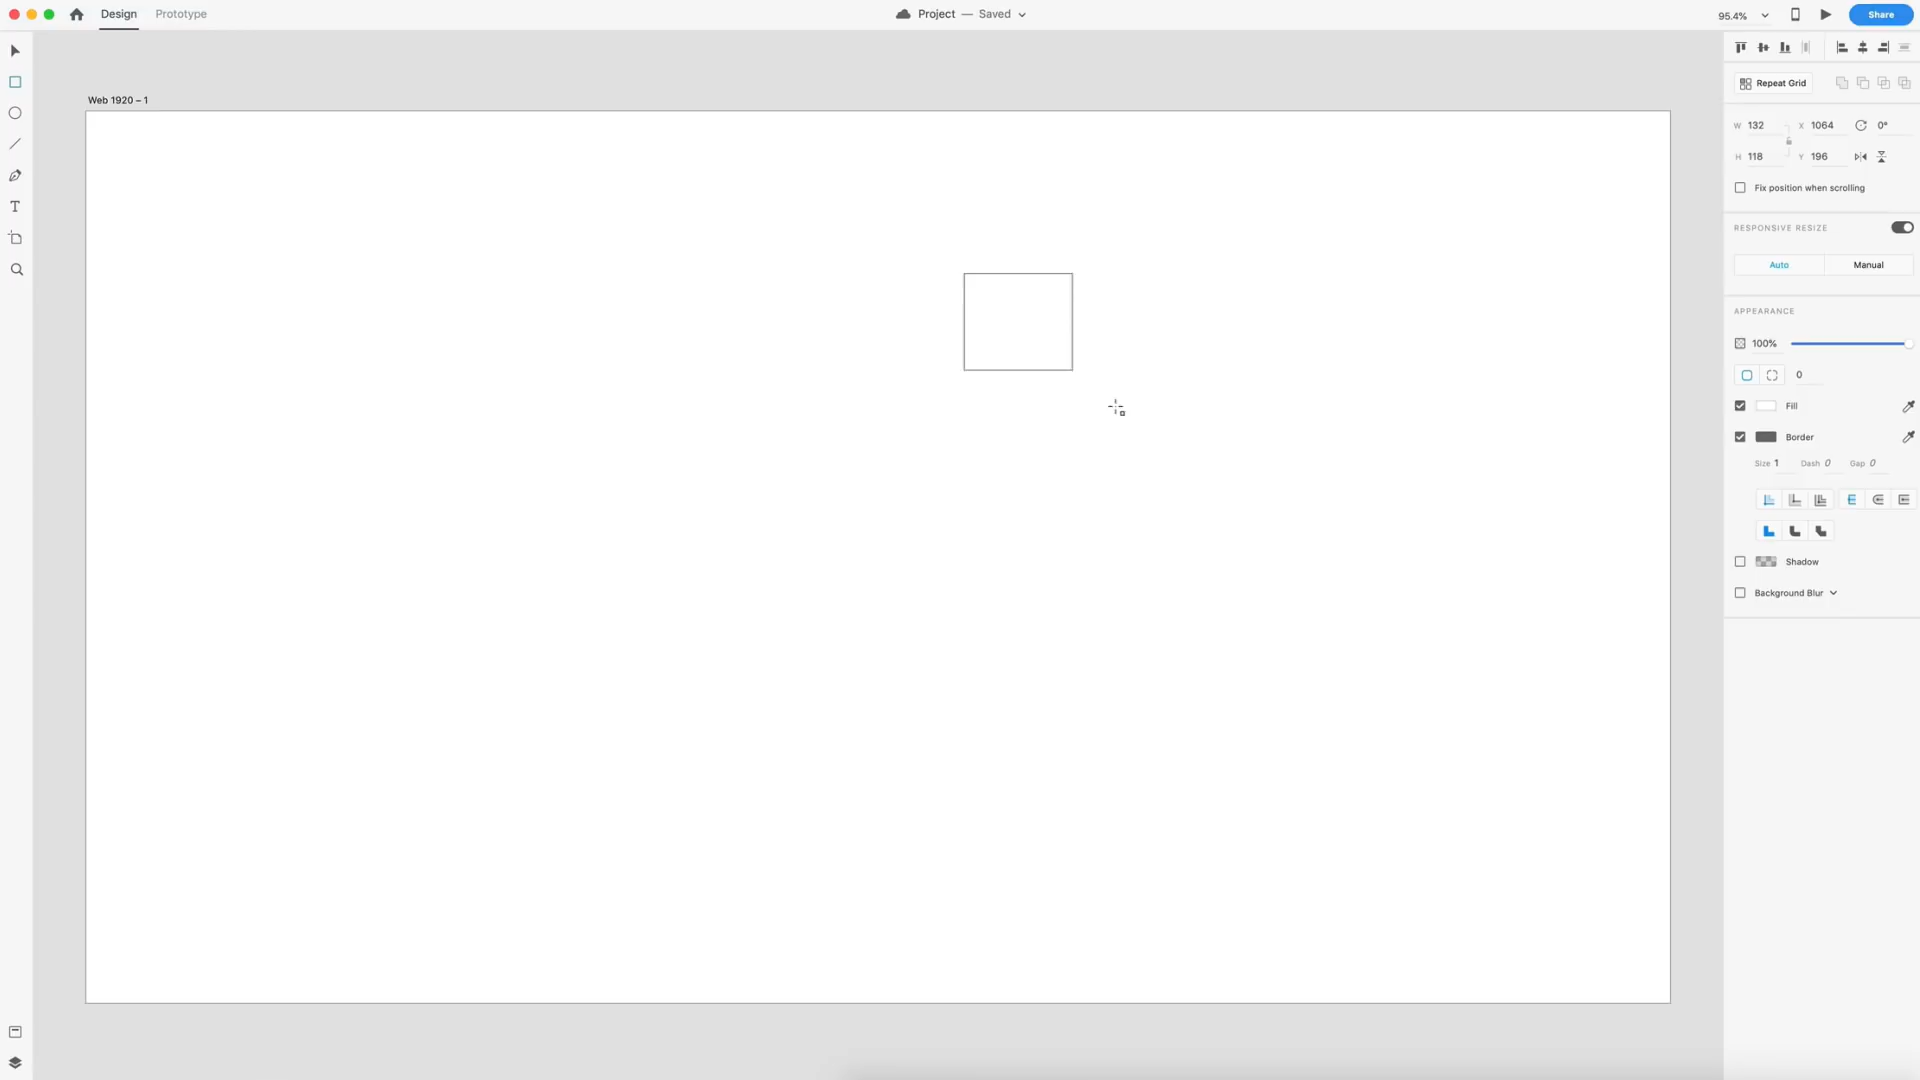 Design Prototype Project — Saved 95.4% Share
Web 1920 – 1
Repeat Grid
W 132 X 1064 0°
H 118 Y 196
Fix position when scrolling
RESPONSIVE RESIZE
Auto Manual
APPEARANCE
100%
0
Fill
Border
Size 1 Dash 0 Gap 0
Shadow
Background Blur
T